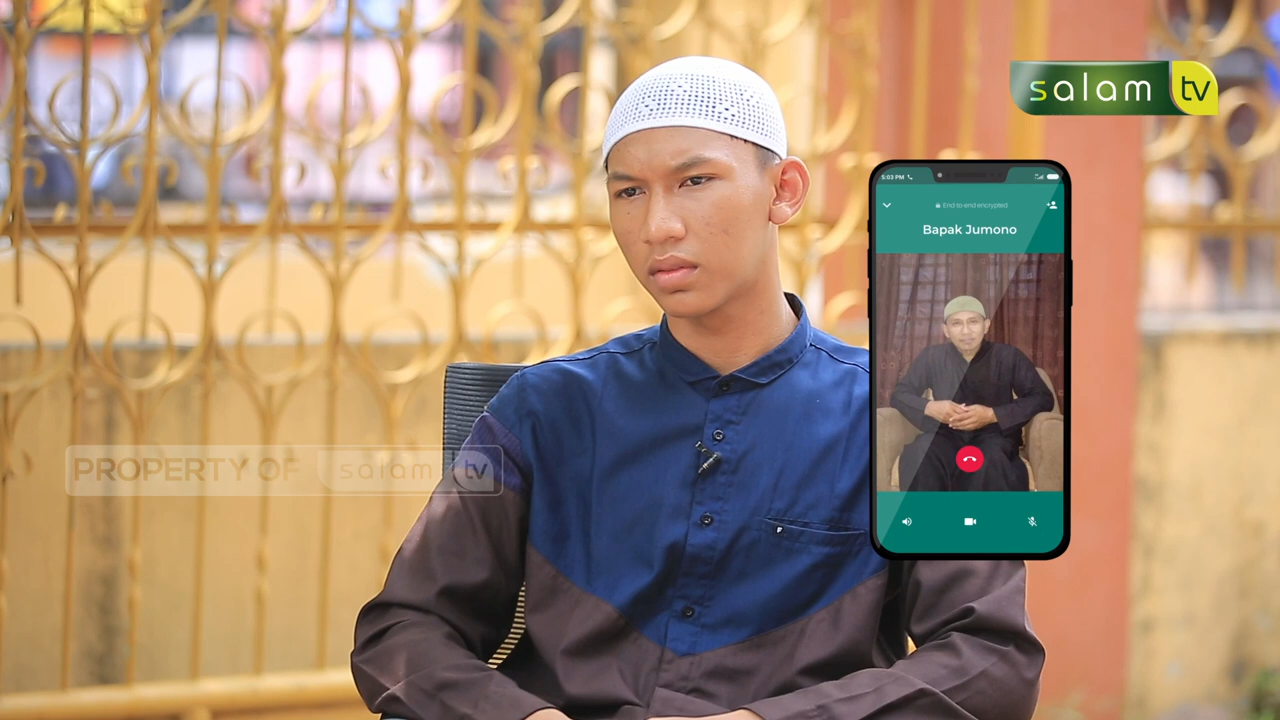 salam tv
5:03 PM
End-to-end encrypted
Bapak Jumono
PROPERTY OF salam tv